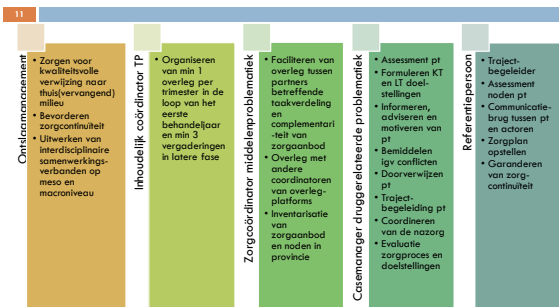 11
Ontslagmanagement
• Zorgen voor
kwaliteitsvolle
verwijzing naar
thuis(vervangend)
milieu
• Bevorderen
zorgcontinuïteit
• Uitwerken van
interdisciplinaire
samenwerkings-
verbanden op
meso en
macroniveau
Inhoudelijk coördinator TP
• Organiseren
van min 1
overleg per
trimester in de
loop van het
eerste
behandeljaar
en min 3
vergaderingen
in latere fase
Zorgcoördinator middelenproblematiek
• Faciliteren van
overleg tussen
partners
betreffende
taakverdeling
en
complementari
-teit van
zorgaanbod
• Overleg met
andere
coordinatoren
van overleg-
platforms
• Inventarisatie
van
zorgaanbod
en noden in
provincie
Casemanager druggerelateerde problematiek
• Assessment pt
• Formuleren KT
en LT doel-
stellingen
• Informeren,
adviseren en
motiveren van
pt
• Bemiddelen
igv conflicten
• Doorverwijzen
pt
• Traject-
begeleiding pt
• Coordineren
van de nazorg
• Evaluatie
zorgproces en
doelstellingen
Referentiepersoon
• Traject-
begeleider
• Assessment
noden pt
• Communicatie-
brug tussen pt
en actoren
• Zorgplan
opstellen
• Garanderen
van zorg-
continuïteit